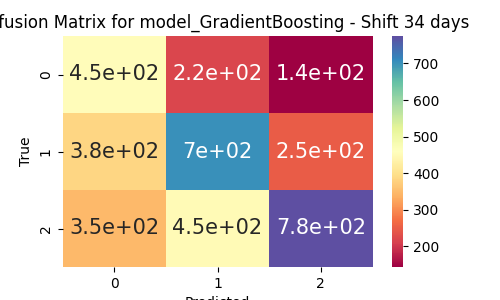 fusion Matrix for model_GradientBoosting - Shift 34 days
0 4.5e+02 2.2e+02 1.4e+02
1 3.8e+02 7e+02 2.5e+02
2 3.5e+02 4.5e+02 7.8e+02
0 1 2
True
Predicted
700
600
500
400
300
200